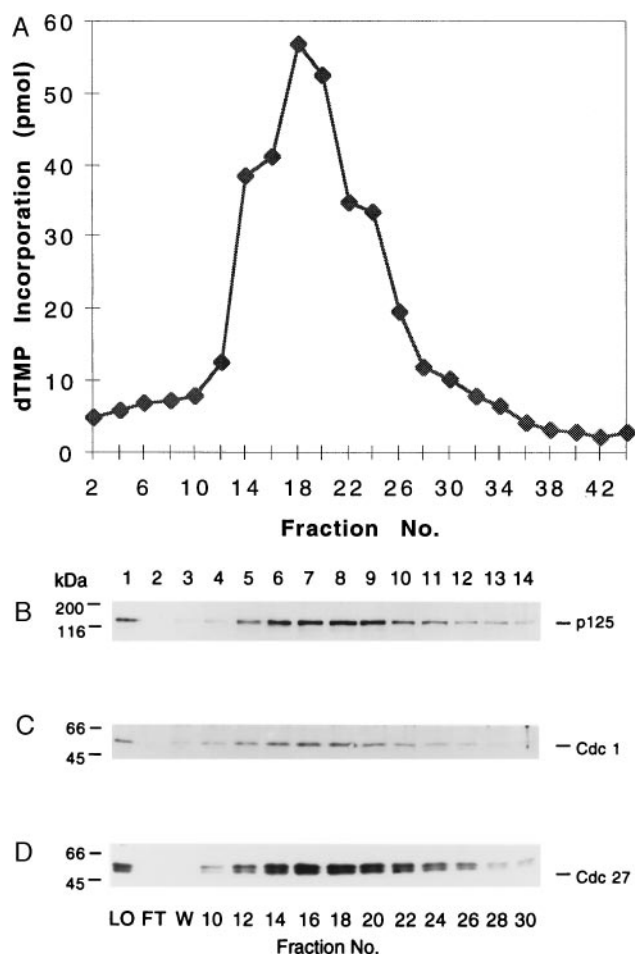 A
60
50
40
30
20
10
0
dTMP Incorporation (pmol)
2 6 10 14 18 22 26 30 34 38 42
Fraction No.
kDa 1 2 3 4 5 6 7 8 9 10 11 12 13 14
B
200
116
p125
C
66
45
Cdc 1
D
66
45
Cdc 27
LO FT W 10 12 14 16 18 20 22 24 26 28 30
Fraction No.